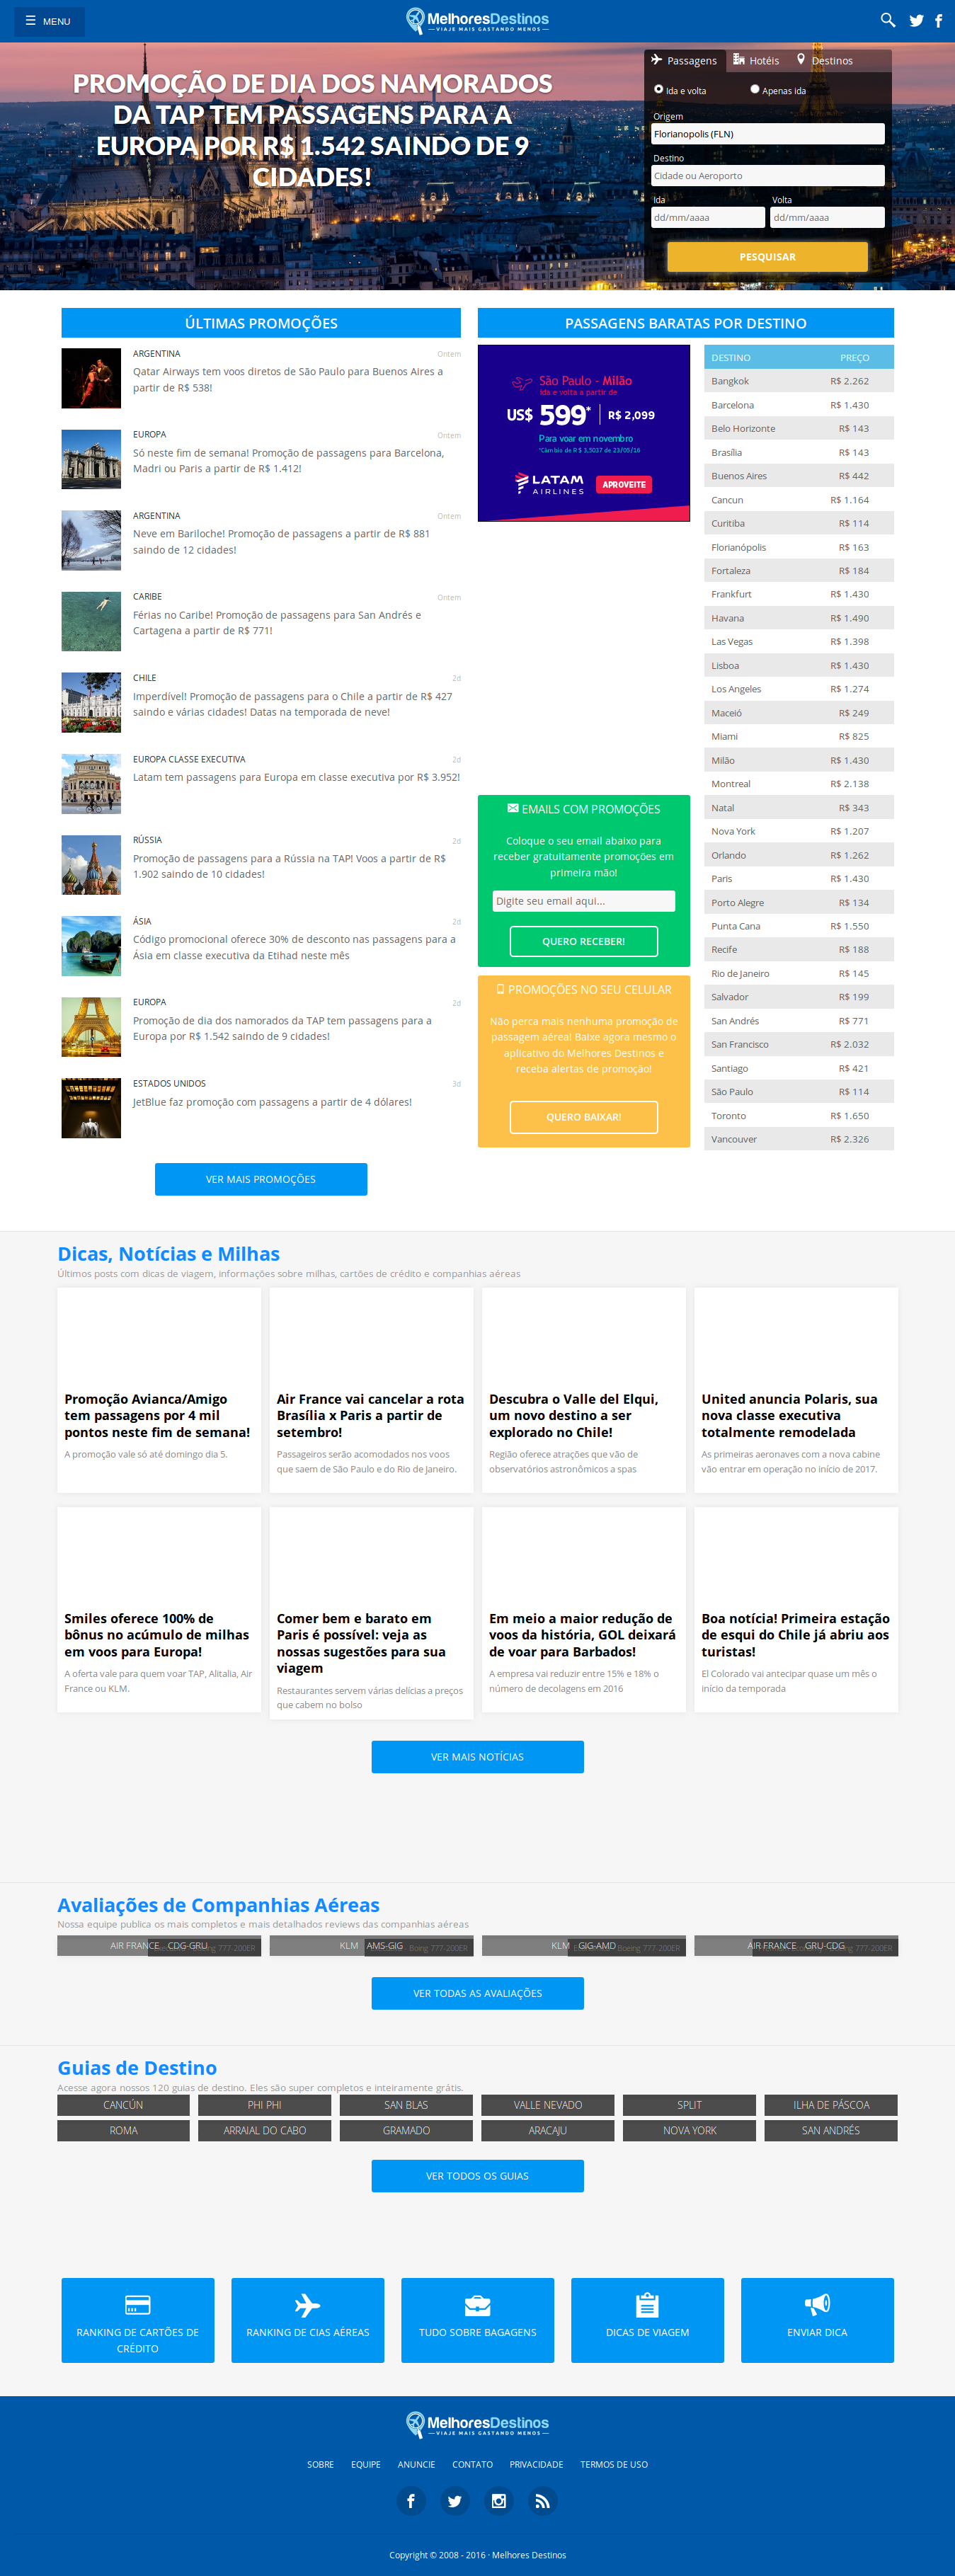 ☰ MENU
MelhoresDestinos
VIAJE MAIS GASTANDO MENOS
PROMOÇÃO DE DIA DOS NAMORADOS
DA TAP TEM PASSAGENS PARA A
EUROPA POR R$ 1.542 SAINDO DE 9
CIDADES!
Passagens Hotéis Destinos
Ida e volta Apenas ida
Origem
Florianopolis (FLN)
Destino
Cidade ou Aeroporto
Ida Volta
dd/mm/aaaa dd/mm/aaaa
PESQUISAR
ÚLTIMAS PROMOÇÕES
ARGENTINA Ontem
Qatar Airways tem voos diretos de São Paulo para Buenos Aires a
partir de R$ 538!
EUROPA Ontem
Só neste fim de semana! Promoção de passagens para Barcelona,
Madri ou Paris a partir de R$ 1.412!
ARGENTINA Ontem
Neve em Bariloche! Promoção de passagens a partir de R$ 881
saindo de 12 cidades!
CARIBE Ontem
Férias no Caribe! Promoção de passagens para San Andrés e
Cartagena a partir de R$ 771!
CHILE 2d
Imperdível! Promoção de passagens para o Chile a partir de R$ 427
saindo e várias cidades! Datas na temporada de neve!
EUROPA CLASSE EXECUTIVA 2d
Latam tem passagens para Europa em classe executiva por R$ 3.952!
RÚSSIA 2d
Promoção de passagens para a Rússia na TAP! Voos a partir de R$
1.902 saindo de 10 cidades!
ÁSIA 2d
Código promocional oferece 30% de desconto nas passagens para a
Ásia em classe executiva da Etihad neste mês
EUROPA 2d
Promoção de dia dos namorados da TAP tem passagens para a
Europa por R$ 1.542 saindo de 9 cidades!
ESTADOS UNIDOS 3d
JetBlue faz promoção com passagens a partir de 4 dólares!
VER MAIS PROMOÇÕES
PASSAGENS BARATAS POR DESTINO
São Paulo - Milão
Ida e volta a partir de
US$ 599* R$ 2,099
Para voar em novembro
*Câmbio de R$ 3,5037 de 23/05/16
LATAM
AIRLINES
APROVEITE
EMAILS COM PROMOÇÕES
Coloque o seu email abaixo para
receber gratuitamente promoções em
primeira mão!
Digite seu email aqui...
QUERO RECEBER!
PROMOÇÕES NO SEU CELULAR
Não perca mais nenhuma promoção de
passagem aérea! Baixe agora mesmo o
aplicativo do Melhores Destinos e
receba alertas de promoção!
QUERO BAIXAR!
DESTINO PREÇO
Bangkok R$ 2.262
Barcelona R$ 1.430
Belo Horizonte R$ 143
Brasília R$ 143
Buenos Aires R$ 442
Cancun R$ 1.164
Curitiba R$ 114
Florianópolis R$ 163
Fortaleza R$ 184
Frankfurt R$ 1.430
Havana R$ 1.490
Las Vegas R$ 1.398
Lisboa R$ 1.430
Los Angeles R$ 1.274
Maceió R$ 249
Miami R$ 825
Milão R$ 1.430
Montreal R$ 2.138
Natal R$ 343
Nova York R$ 1.207
Orlando R$ 1.262
Paris R$ 1.430
Porto Alegre R$ 134
Punta Cana R$ 1.550
Recife R$ 188
Rio de Janeiro R$ 145
Salvador R$ 199
San Andrés R$ 771
San Francisco R$ 2.032
Santiago R$ 421
São Paulo R$ 114
Toronto R$ 1.650
Vancouver R$ 2.326
Dicas, Notícias e Milhas
Últimos posts com dicas de viagem, informações sobre milhas, cartões de crédito e companhias aéreas
Promoção Avianca/Amigo
tem passagens por 4 mil
pontos neste fim de semana!
A promoção vale só até domingo dia 5.
Air France vai cancelar a rota
Brasília x Paris a partir de
setembro!
Passageiros serão acomodados nos voos
que saem de São Paulo e do Rio de Janeiro.
Descubra o Valle del Elqui,
um novo destino a ser
explorado no Chile!
Região oferece atrações que vão de
observatórios astronômicos a spas
United anuncia Polaris, sua
nova classe executiva
totalmente remodelada
As primeiras aeronaves com a nova cabine
vão entrar em operação no início de 2017.
Smiles oferece 100% de
bônus no acúmulo de milhas
em voos para Europa!
A oferta vale para quem voar TAP, Alitalia, Air
France ou KLM.
Comer bem e barato em
Paris é possível: veja as
nossas sugestões para sua
viagem
Restaurantes servem várias delícias a preços
que cabem no bolso
Em meio a maior redução de
voos da história, GOL deixará
de voar para Barbados!
A empresa vai reduzir entre 15% e 18% o
número de decolagens em 2016
Boa notícia! Primeira estação
de esqui do Chile já abriu aos
turistas!
El Colorado vai antecipar quase um mês o
início da temporada
VER MAIS NOTÍCIAS
Avaliações de Companhias Aéreas
Nossa equipe publica os mais completos e mais detalhados reviews das companhias aéreas
AIR FRANCE CDG-GRU 777-200ER
KLM AMS-GIG Boing 777-200ER
KLM GIG-AMD Boeing 777-200ER
AIR FRANCE GRU-CDG 777-200ER
VER TODAS AS AVALIAÇÕES
Guias de Destino
Acesse agora nossos 120 guias de destino. Eles são super completos e inteiramente grátis.
CANCÚN PHI PHI SAN BLAS VALLE NEVADO SPLIT ILHA DE PÁSCOA
ROMA ARRAIAL DO CABO GRAMADO ARACAJU NOVA YORK SAN ANDRÉS
VER TODOS OS GUIAS
RANKING DE CARTÕES DE
CRÉDITO
RANKING DE CIAS AÉREAS
TUDO SOBRE BAGAGENS
DICAS DE VIAGEM
ENVIAR DICA
MelhoresDestinos
VIAJE MAIS GASTANDO MENOS
SOBRE EQUIPE ANUNCIE CONTATO PRIVACIDADE TERMOS DE USO
Copyright © 2008 - 2016 · Melhores Destinos